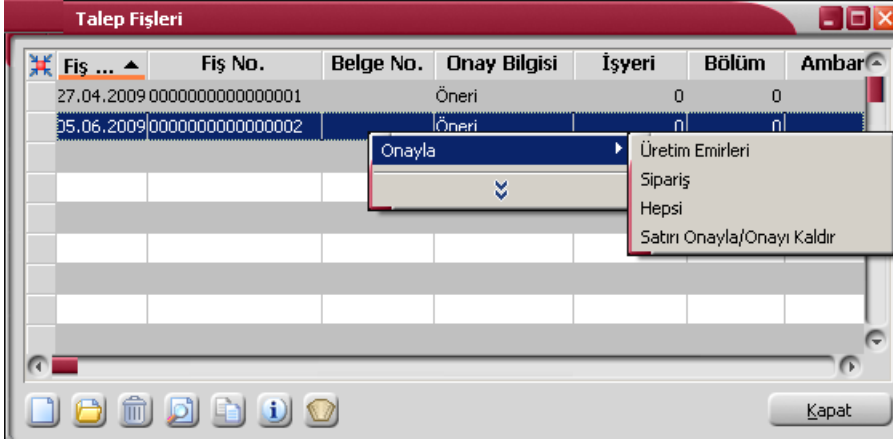 Talep Fişleri
Fiş ... Fiş No. Belge No. Onay Bilgisi İşyeri Bölüm Ambar
27.04.2009 0000000000000001 Öneri 0 0
05.06.2009 0000000000000002 Öneri 0 0
Onayla
Üretim Emirleri
Sipariş
Hepsi
Satırı Onayla/Onayı Kaldır
Kapat